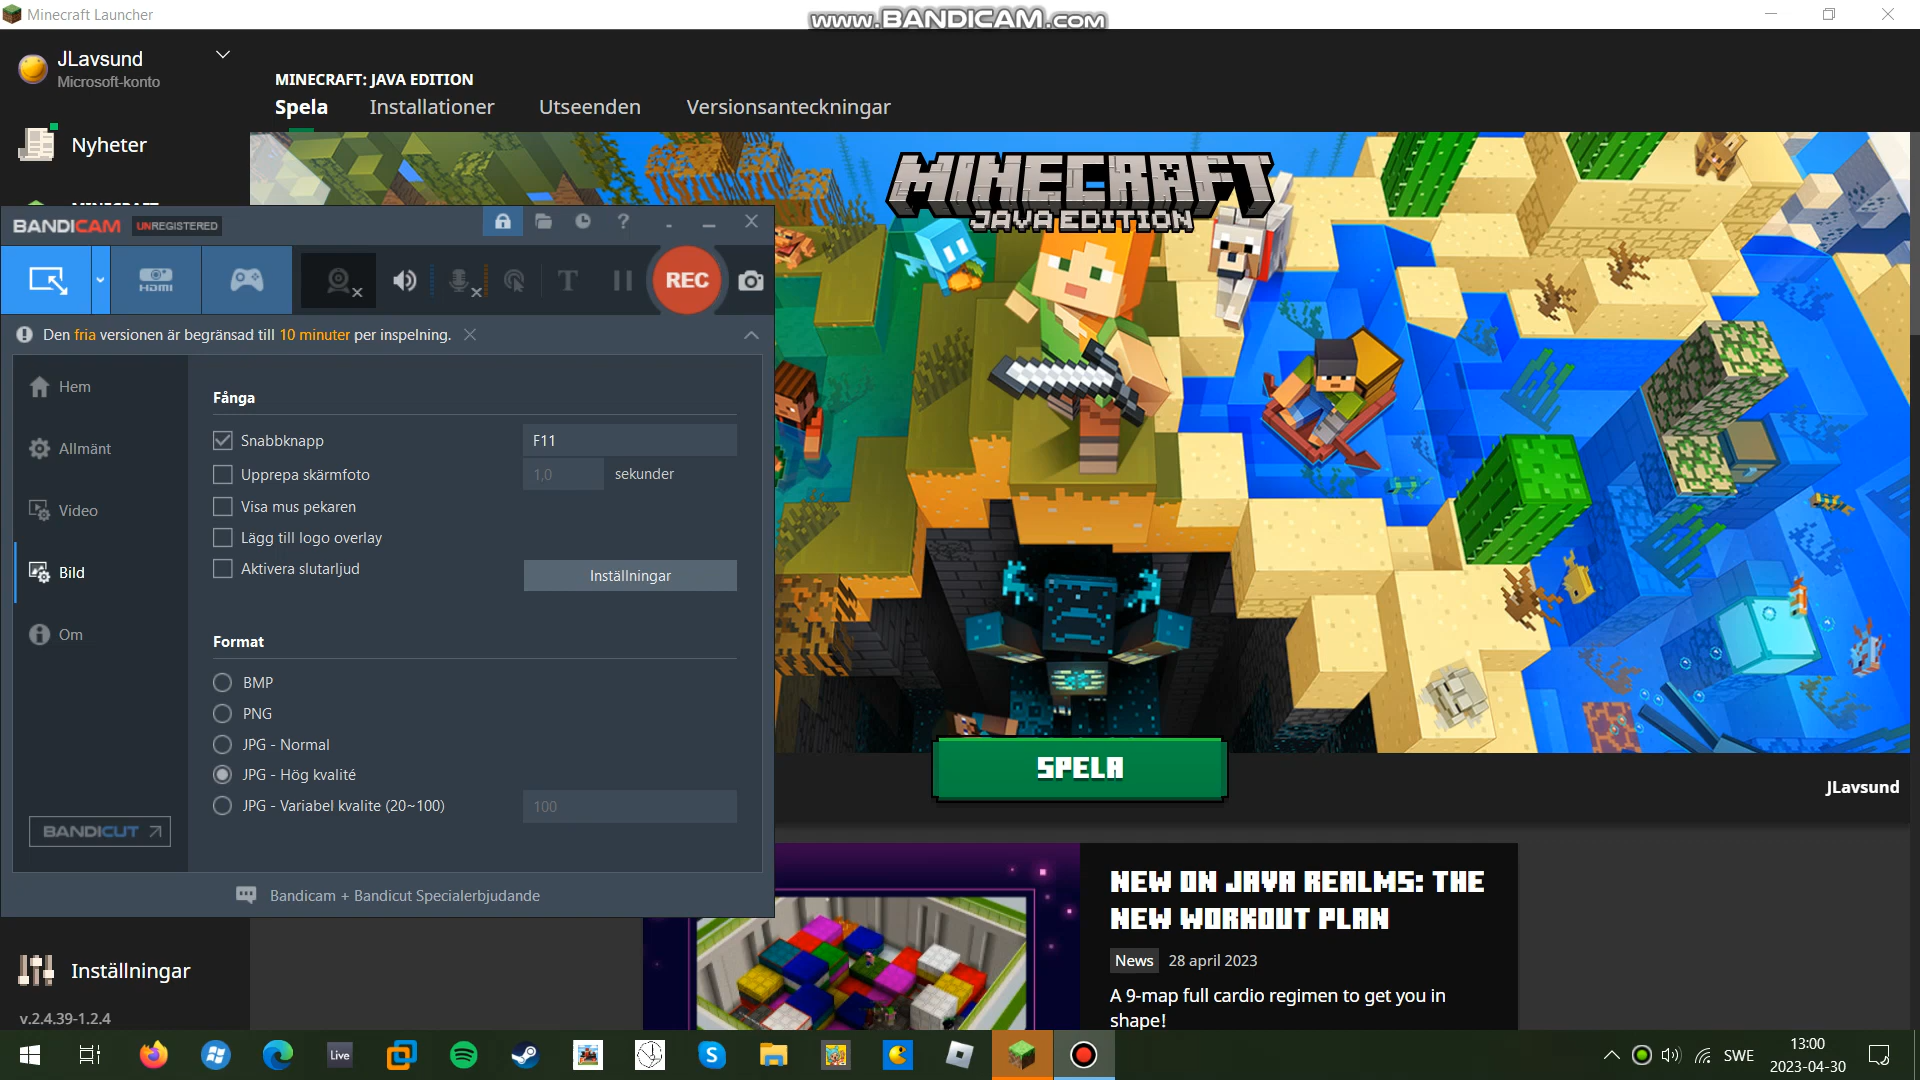 Minecraft Launcher
www.BANDICAM.com
JLavsund
Microsoft-konto
MINECRAFT: JAVA EDITION
Spela Installationer Utseenden Versionsanteckningar
Nyheter
MINECRAFT
JAVA EDITION
BANDICAM UNREGISTERED
?
HDMI
T
REC
Den fria versionen är begränsad till 10 minuter per inspelning.
Hem
Allmänt
Video
Bild
Om
BANDICUT
Fånga
Snabbknapp F11
Upprepa skärmfoto 1,0 sekunder
Visa mus pekaren
Lägg till logo overlay
Aktivera slutarljud
Inställningar
Format
BMP
PNG
JPG - Normal
JPG - Hög kvalité
JPG - Variabel kvalite (20~100) 100
Bandicam + Bandicut Specialerbjudande
SPELA
JLavsund
NEW ON JAVA REALMS: THE
NEW WORKOUT PLAN
News 28 april 2023
A 9-map full cardio regimen to get you in
shape!
Inställningar
v.2.4.39-1.2.4
Live
SWE
13:00
2023-04-30